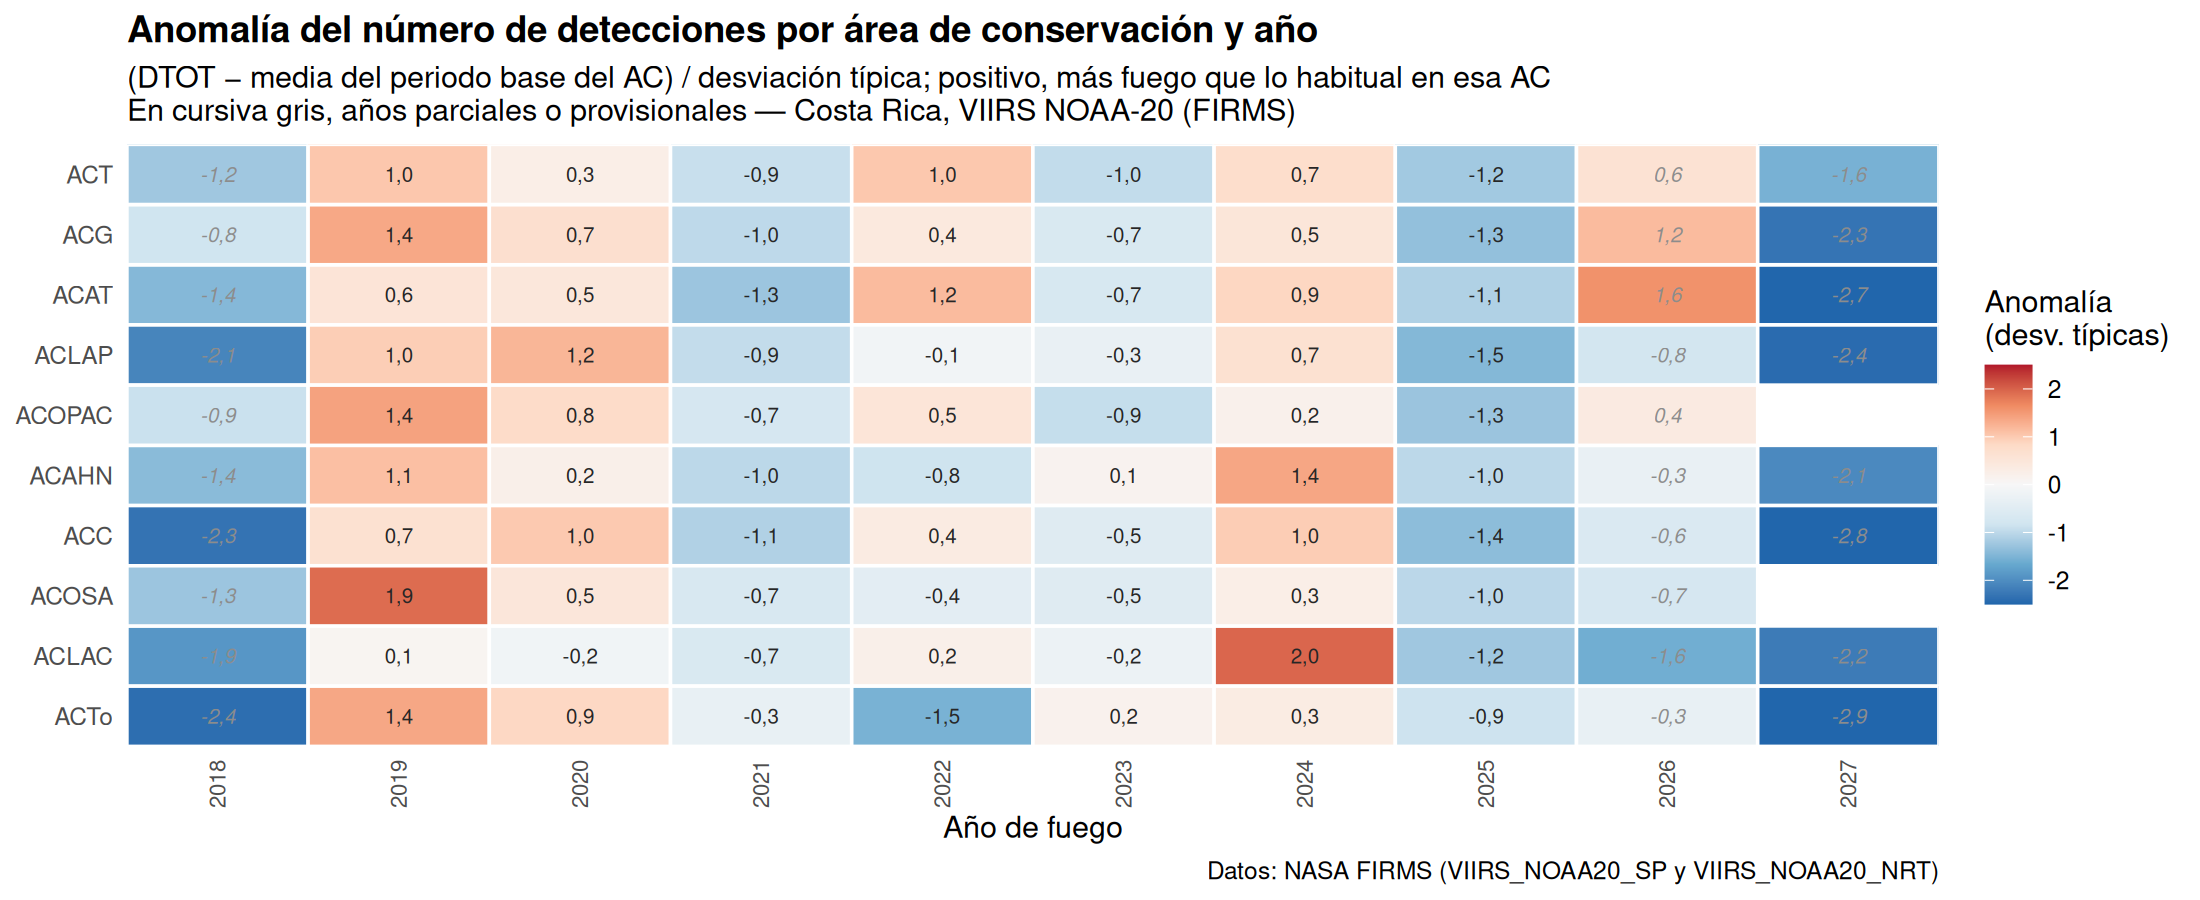 Anomalía del número de detecciones por área de conservación y año
(DTOT − media del periodo base del AC) / desviación típica; positivo, más fuego que lo habitual en esa AC
En cursiva gris, años parciales o provisionales — Costa Rica, VIIRS NOAA-20 (FIRMS)
ACT -1,2 1,0 0,3 -0,9 1,0 -1,0 0,7 -1,2 0,6 -1,6
ACG -0,8 1,4 0,7 -1,0 0,4 -0,7 0,5 -1,3 1,2 -2,3
ACAT -1,4 0,6 0,5 -1,3 1,2 -0,7 0,9 -1,1 1,6 -2,7
ACLAP -2,1 1,0 1,2 -0,9 -0,1 -0,3 0,7 -1,5 -0,8 -2,4
ACOPAC -0,9 1,4 0,8 -0,7 0,5 -0,9 0,2 -1,3 0,4
ACAHN -1,4 1,1 0,2 -1,0 -0,8 0,1 1,4 -1,0 -0,3 -2,1
ACC -2,3 0,7 1,0 -1,1 0,4 -0,5 1,0 -1,4 -0,6 -2,8
ACOSA -1,3 1,9 0,5 -0,7 -0,4 -0,5 0,3 -1,0 -0,7
ACLAC -1,9 0,1 -0,2 -0,7 0,2 -0,2 2,0 -1,2 -1,6 -2,2
ACTo -2,4 1,4 0,9 -0,3 -1,5 0,2 0,3 -0,9 -0,3 -2,9
2018 2019 2020 2021 2022 2023 2024 2025 2026 2027
Año de fuego
Anomalía
(desv. típicas)
2
1
0
-1
-2
Datos: NASA FIRMS (VIIRS_NOAA20_SP y VIIRS_NOAA20_NRT)